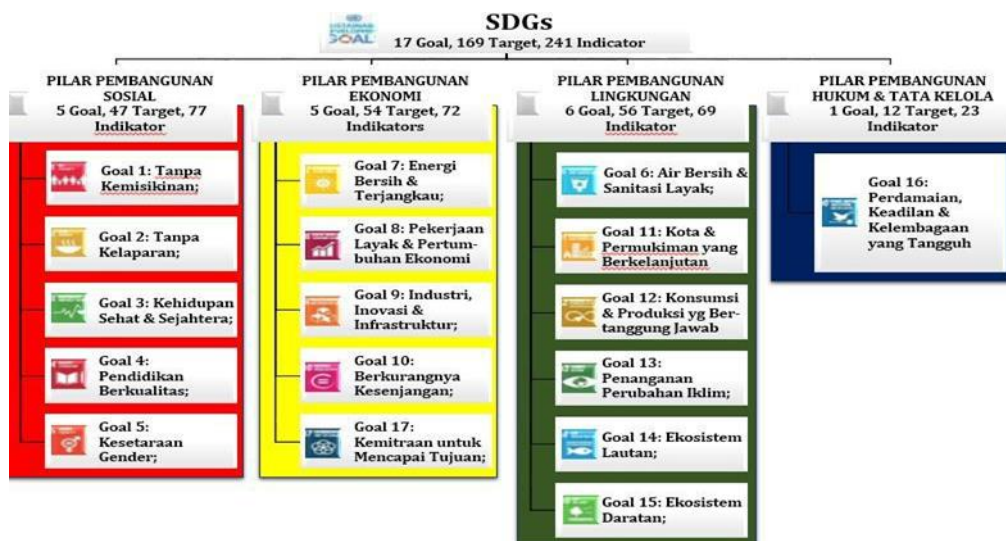 SDGs
17 Goal, 169 Target, 241 Indicator
PILAR PEMBANGUNAN
SOSIAL
5 Goal, 47 Target, 77
Indikator
Goal 1: Tanpa
Kemisikinan;
Goal 2: Tanpa
Kelaparan;
Goal 3: Kehidupan
Sehat & Sejahtera;
Goal 4:
Pendidikan
Berkualitas;
Goal 5:
Kesetaraan
Gender;
PILAR PEMBANGUNAN
EKONOMI
5 Goal, 54 Target, 72
Indikators
Goal 7: Energi
Bersih &
Terjangkau;
Goal 8: Pekerjaan
Layak & Pertum-
buhan Ekonomi
Goal 9: Industri,
Inovasi &
Infrastruktur;
Goal 10:
Berkurangnya
Kesenjangan;
Goal 17:
Kemitraan untuk
Mencapai Tujuan;
PILAR PEMBANGUNAN
LINGKUNGAN
6 Goal, 56 Target, 69
Indikator
Goal 6: Air Bersih &
Sanitasi Layak;
Goal 11: Kota &
Permukiman yang
Berkelanjutan
Goal 12: Konsumsi
& Produksi yg Ber-
tanggung Jawab
Goal 13:
Penanganan
Perubahan Iklim;
Goal 14: Ekosistem
Lautan;
Goal 15: Ekosistem
Daratan;
PILAR PEMBANGUNAN
HUKUM & TATA KELOLA
1 Goal, 12 Target, 23
Indikator
Goal 16:
Perdamaian,
Keadilan &
Kelembagaan
yang Tangguh